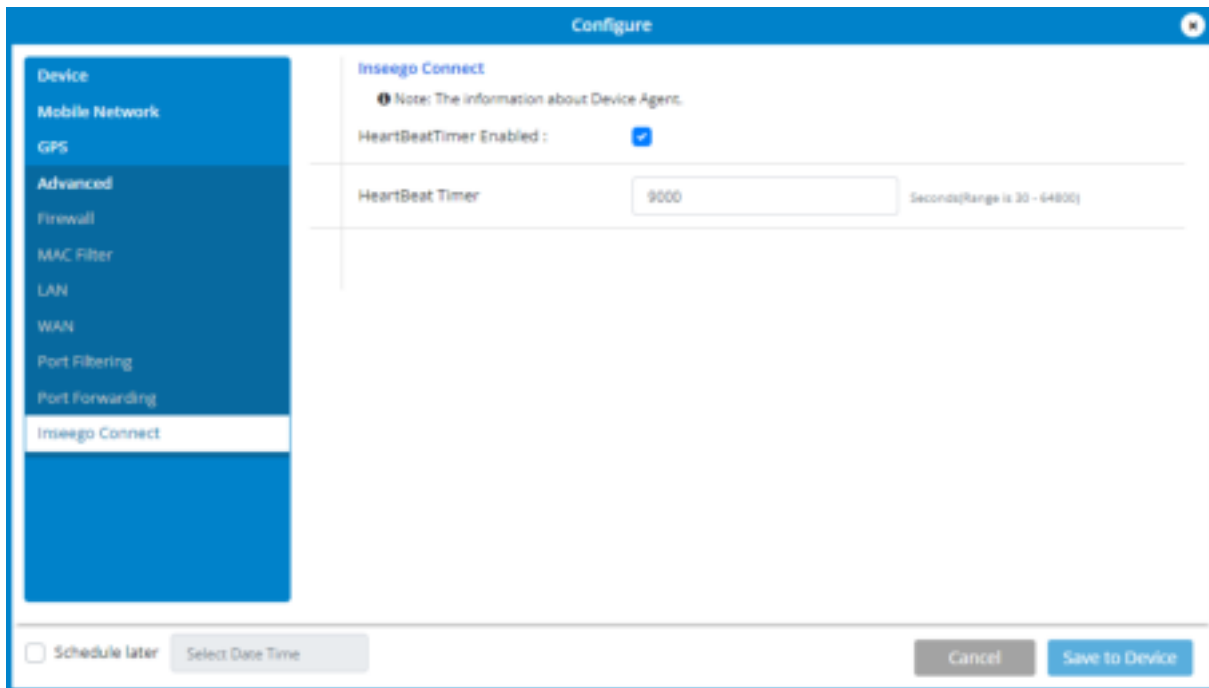 Configure
Device
Mobile Network
GPS
Advanced
Firewall
MAC Filter
LAN
WAN
Port Filtering
Port Forwarding
Inseego Connect
Inseego Connect
Note: The information about Device Agent.
HeartBeatTimer Enabled :
HeartBeat Timer 9000 Seconds(Range is 30 - 64800)
Schedule later Select Date Time Cancel Save to Device